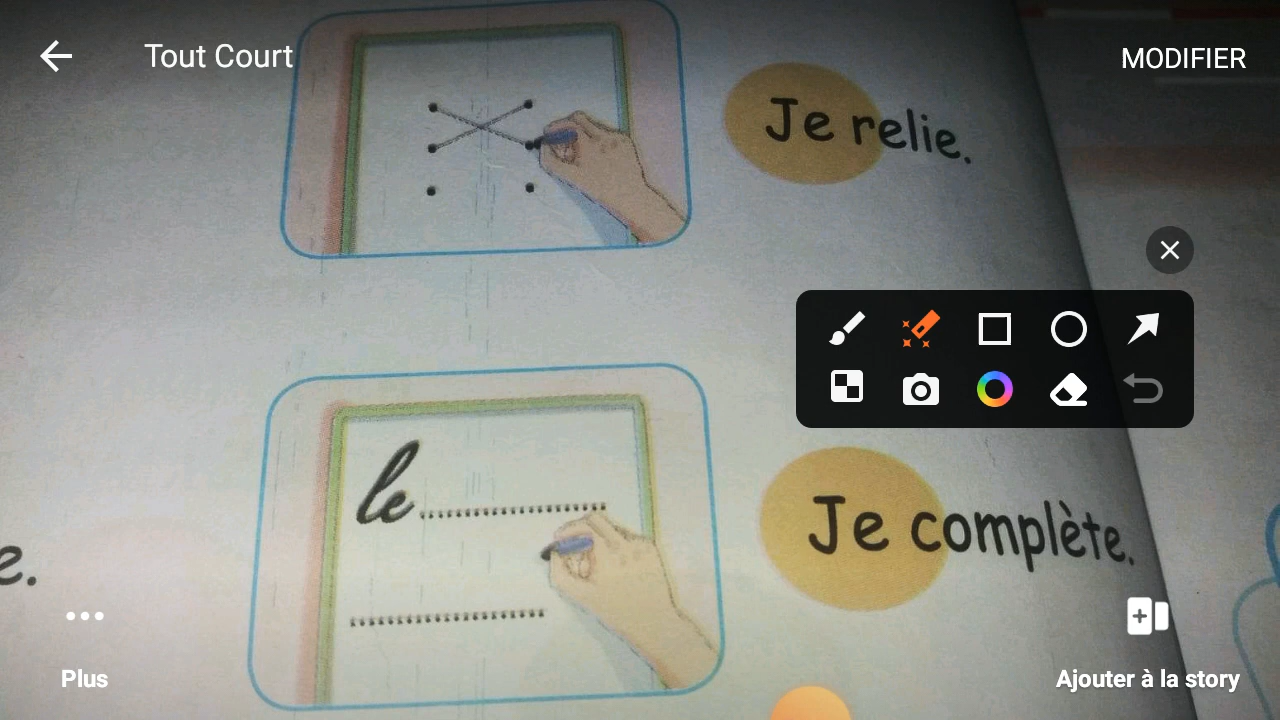 Tout Court
MODIFIER
Je relie.
le
Je complète.
e.
Plus
Ajouter à la story